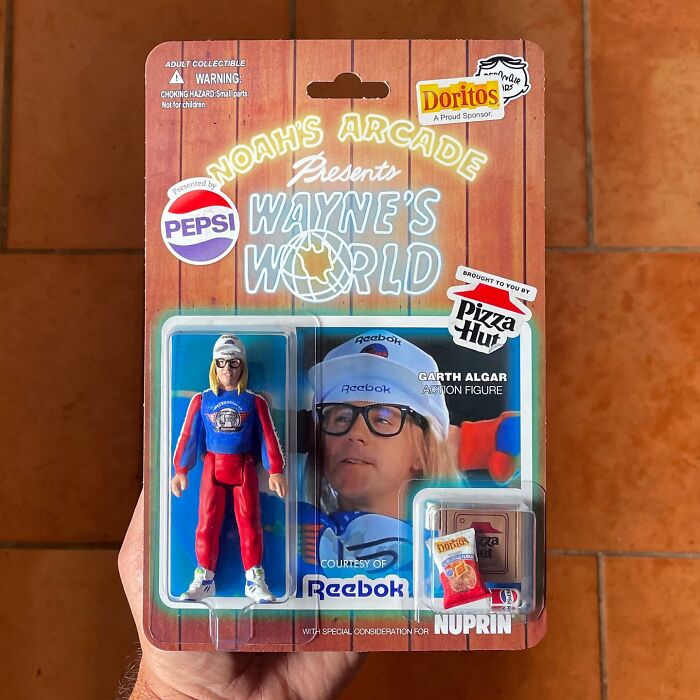 ADULT COLLECTIBLE
WARNING:
CHOKING HAZARD: Small parts.
Not for children.
Doritos
A Proud Sponsor.
NOAH'S ARCADE
Presents
Presented by
PEPSI
WAYNE'S
WORLD
BROUGHT TO YOU BY
Pizza
Hut
Reebok
Reebok
GARTH ALGAR
ACTION FIGURE
Doritos
COURTESY OF
Reebok
WITH SPECIAL CONSIDERATION FOR NUPRIN